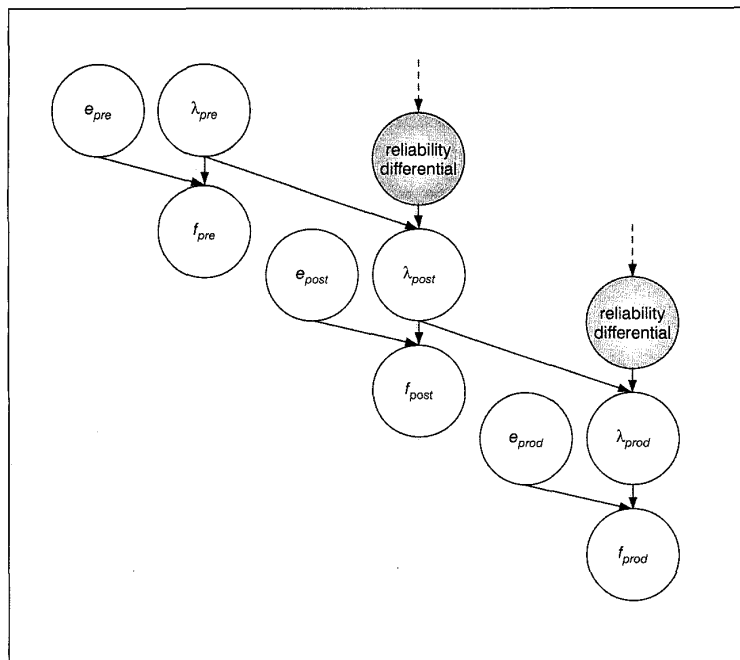 e_pre
λ_pre
reliability
differential
f_pre
e_post
λ_post
reliability
differential
f_post
e_prod
λ_prod
f_prod